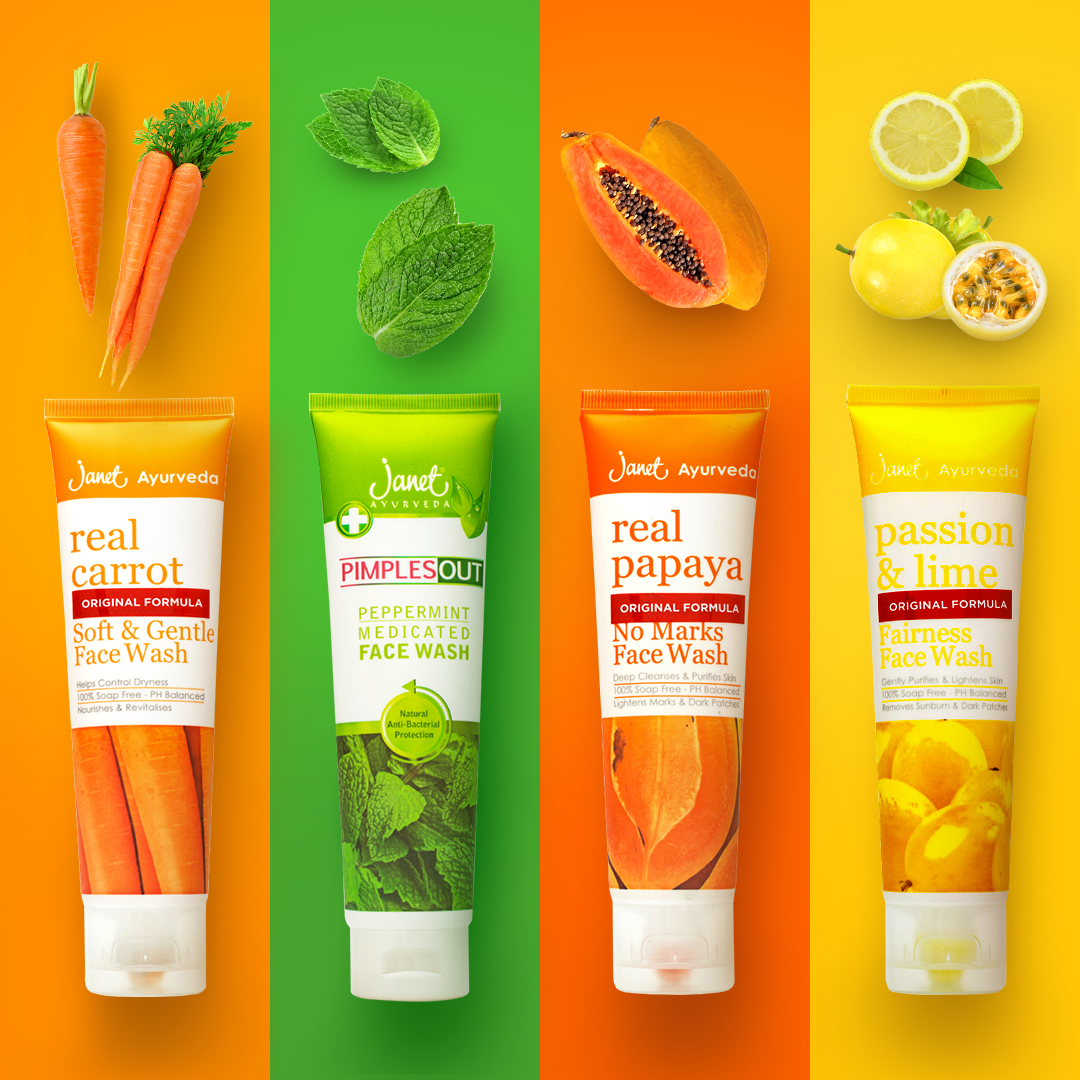 Janet Ayurveda
real
carrot
ORIGINAL FORMULA
Soft & Gentle
Face Wash
Helps Control Dryness
100% Soap Free - PH Balanced
Nourishes & Revitalises
Janet
AYURVEDA
PIMPLESOUT
PEPPERMINT
MEDICATED
FACE WASH
Natural
Anti-Bacterial
Protection
Janet Ayurveda
real
papaya
ORIGINAL FORMULA
No Marks
Face Wash
Deep Cleanses & Purifies Skin
100% Soap Free - PH Balanced
Lightens Marks & Dark Patches
Janet Ayurveda
passion
& lime
ORIGINAL FORMULA
Fairness
Face Wash
Gently Purifies & Lightens Skin
100% Soap Free - PH Balanced
Removes Sunburn & Dark Patches